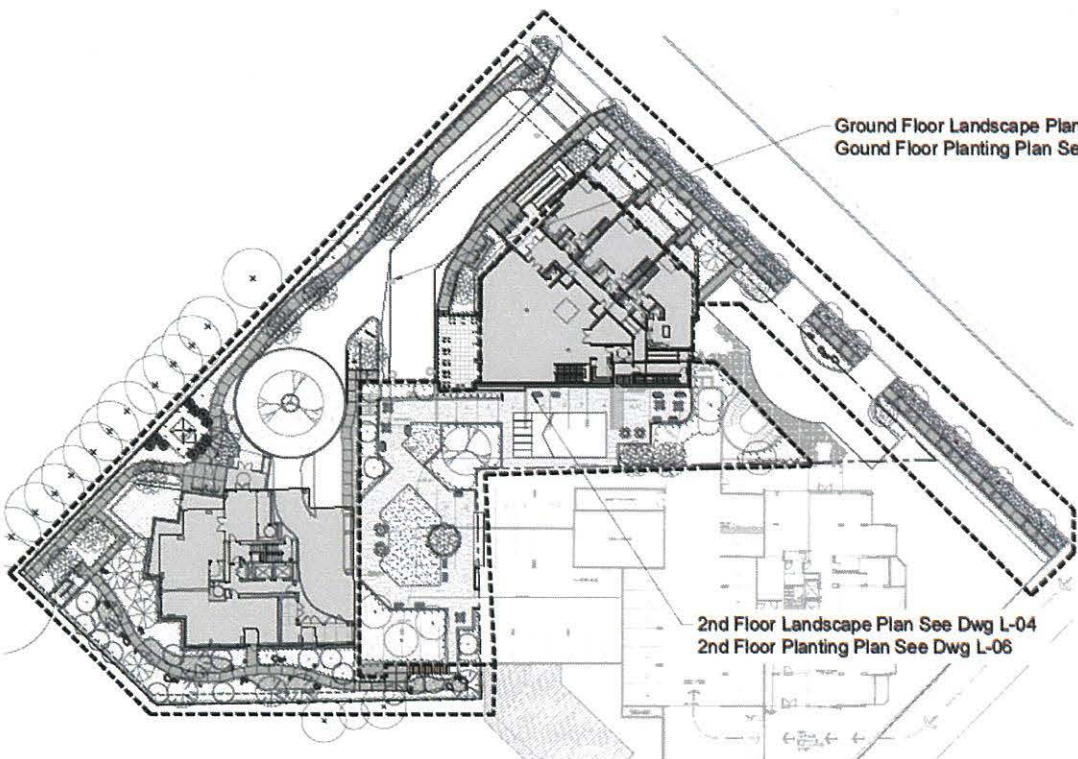 Ground Floor Landscape Plan
Gound Floor Planting Plan Se
2nd Floor Landscape Plan See Dwg L-04
2nd Floor Planting Plan See Dwg L-06